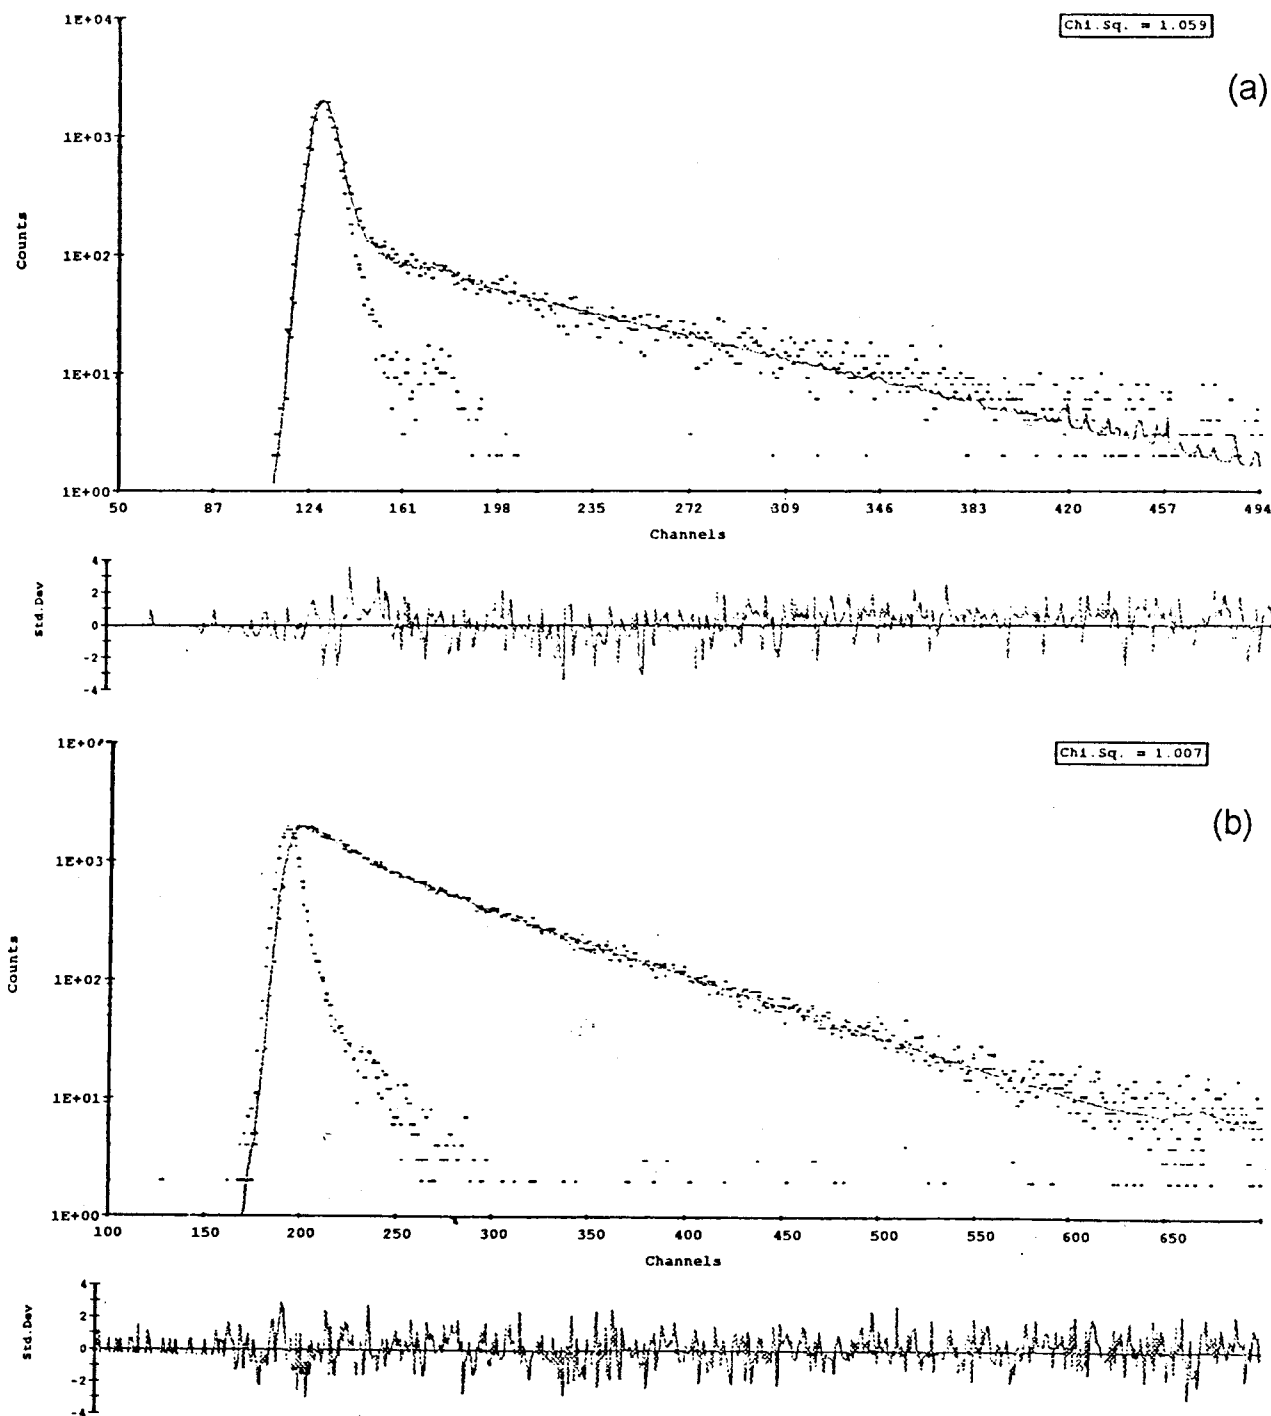 1E+04
Chi.Sq. = 1.059
(a)
1E+03
Counts
1E+02
1E+01
1E+00
50 87 124 161 198 235 272 309 346 383 420 457 494
Channels
Std.Dev
4
2
0
-2
-4
Chi.Sq. = 1.007
(b)
1E+03
Counts
1E+02
1E+01
1E+00
100 150 200 250 300 350 400 450 500 550 600 650
Channels
Std.Dev
4
2
0
-2
-4